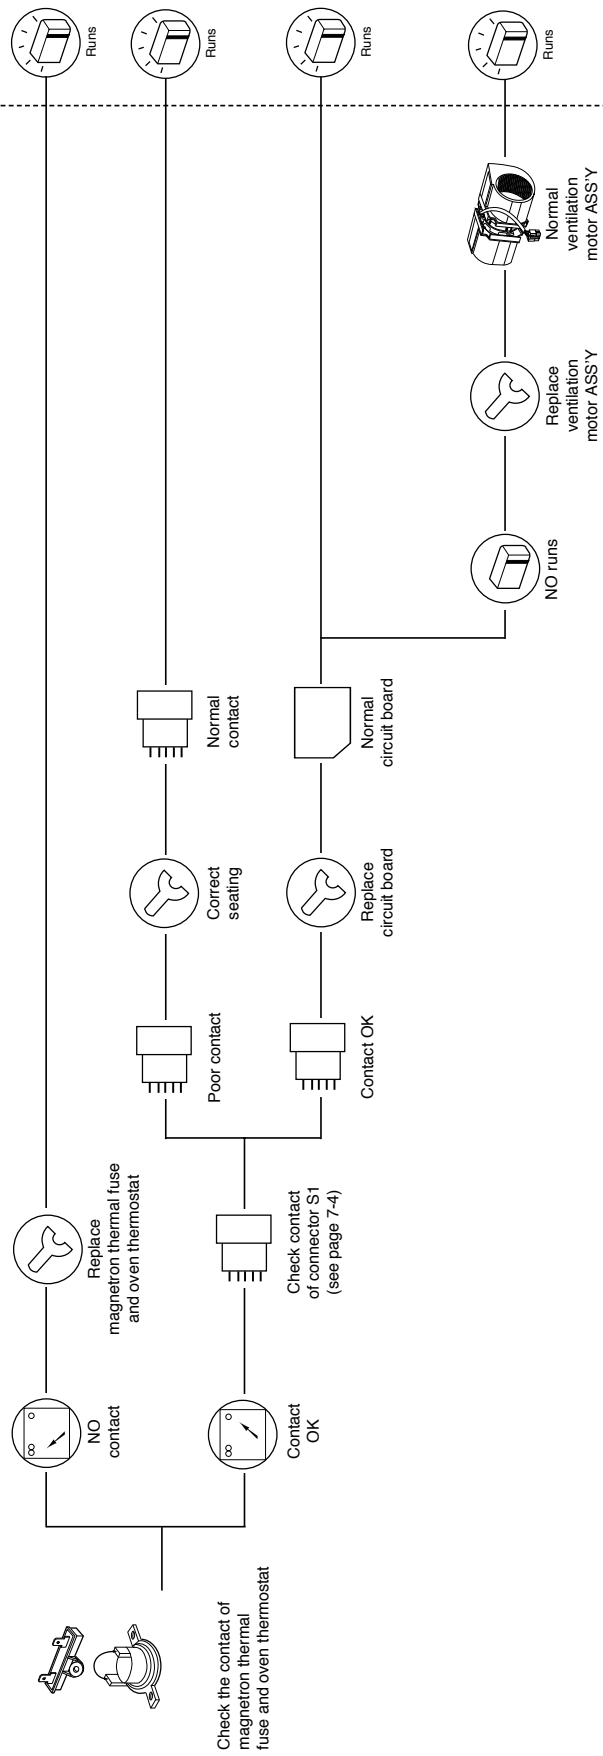 Check the contact of
magnetron thermal
fuse and oven thermostat
NO
contact
Replace
magnetron thermal fuse
and oven thermostat
Runs
Contact
OK
Check contact
of connector S1
(see page 7-4)
Poor contact
Correct
seating
Normal
contact
Runs
Contact OK
Replace
circuit board
Normal
circuit board
Runs
NO runs
Replace
ventilation
motor ASS'Y
Normal
ventilation
motor ASS'Y
Runs